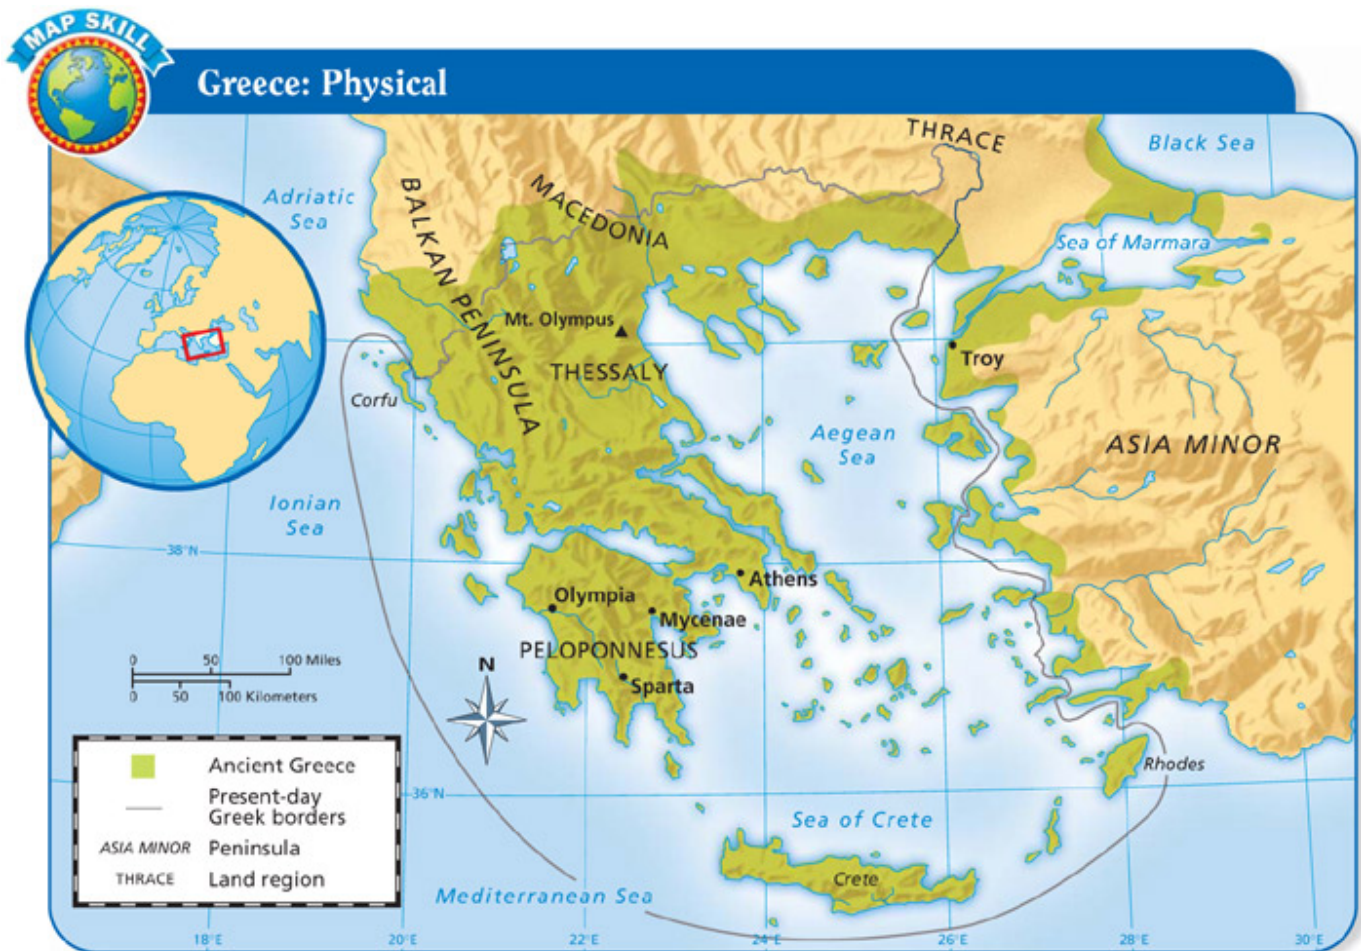 MAP SKILL
Greece: Physical
THRACE
Black Sea
Adriatic
Sea
BALKAN PENINSULA
MACEDONIA
Sea of Marmara
Mt. Olympus
Troy
THESSALY
Corfu
Aegean
Sea
ASIA MINOR
Ionian
Sea
38°N
Athens
Olympia
Mycenae
PELOPONNESUS
Sparta
N
0 50 100 Miles
0 50 100 Kilometers
Rhodes
36°N
Sea of Crete
Crete
Mediterranean Sea
Ancient Greece
Present-day
Greek borders
ASIA MINOR Peninsula
THRACE Land region
18°E 20°E 22°E 24°E 26°E 28°E 30°E